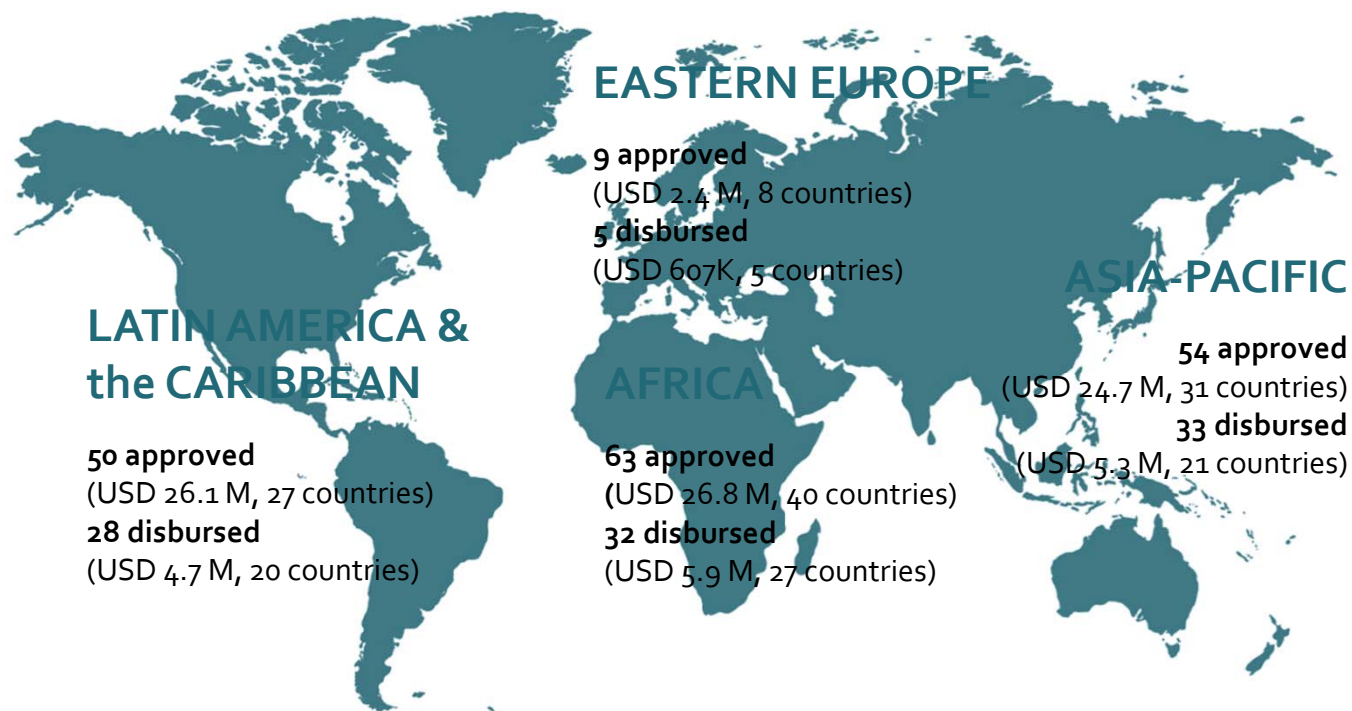 EASTERN EUROPE
9 approved
(USD 2.4 M, 8 countries)
5 disbursed
(USD 607K, 5 countries)
ASIA-PACIFIC
54 approved
(USD 24.7 M, 31 countries)
33 disbursed
(USD 5.3 M, 21 countries)
LATIN AMERICA &
the CARIBBEAN
50 approved
(USD 26.1 M, 27 countries)
28 disbursed
(USD 4.7 M, 20 countries)
AFRICA
63 approved
(USD 26.8 M, 40 countries)
32 disbursed
(USD 5.9 M, 27 countries)